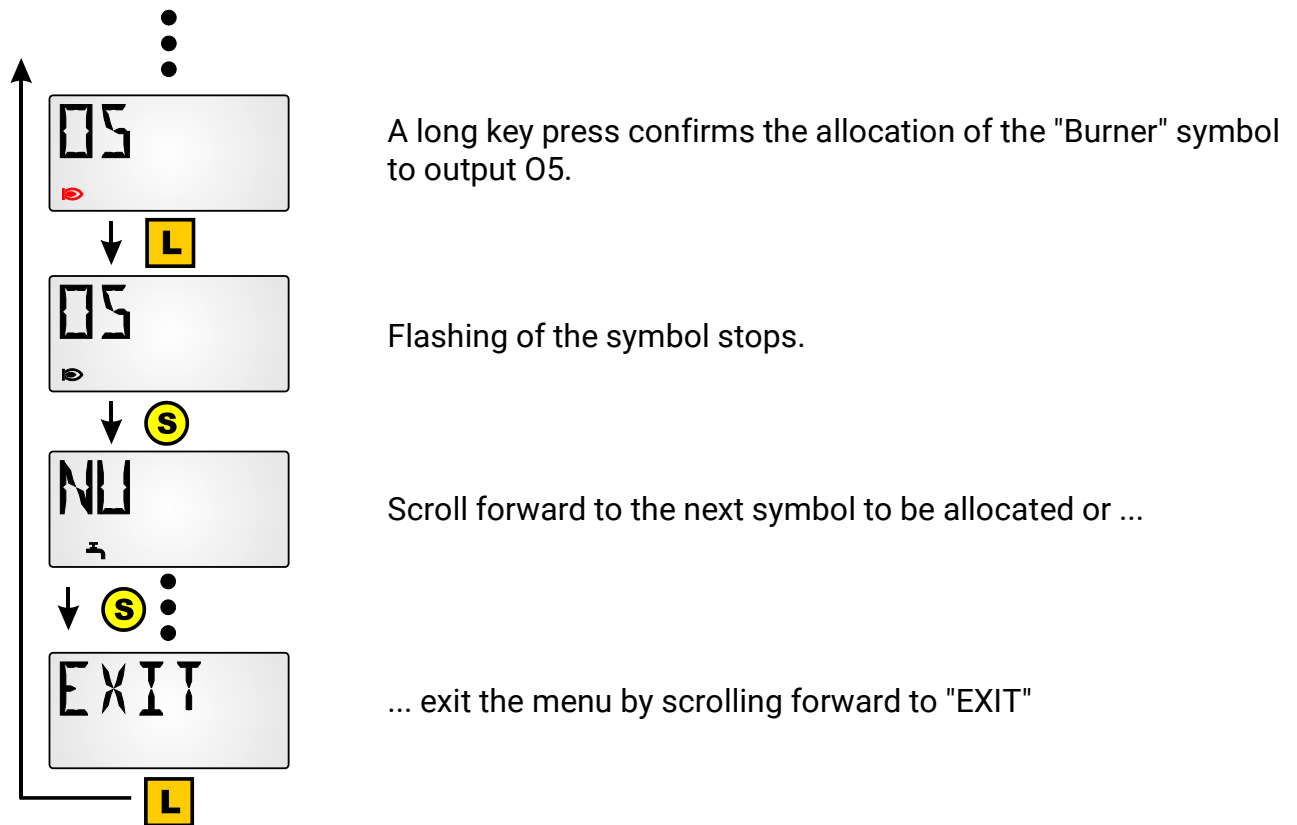 O5
A long key press confirms the allocation of the "Burner" symbol
to output O5.
L
O5
Flashing of the symbol stops.
S
NU
Scroll forward to the next symbol to be allocated or ...
S
EXIT
... exit the menu by scrolling forward to "EXIT"
L